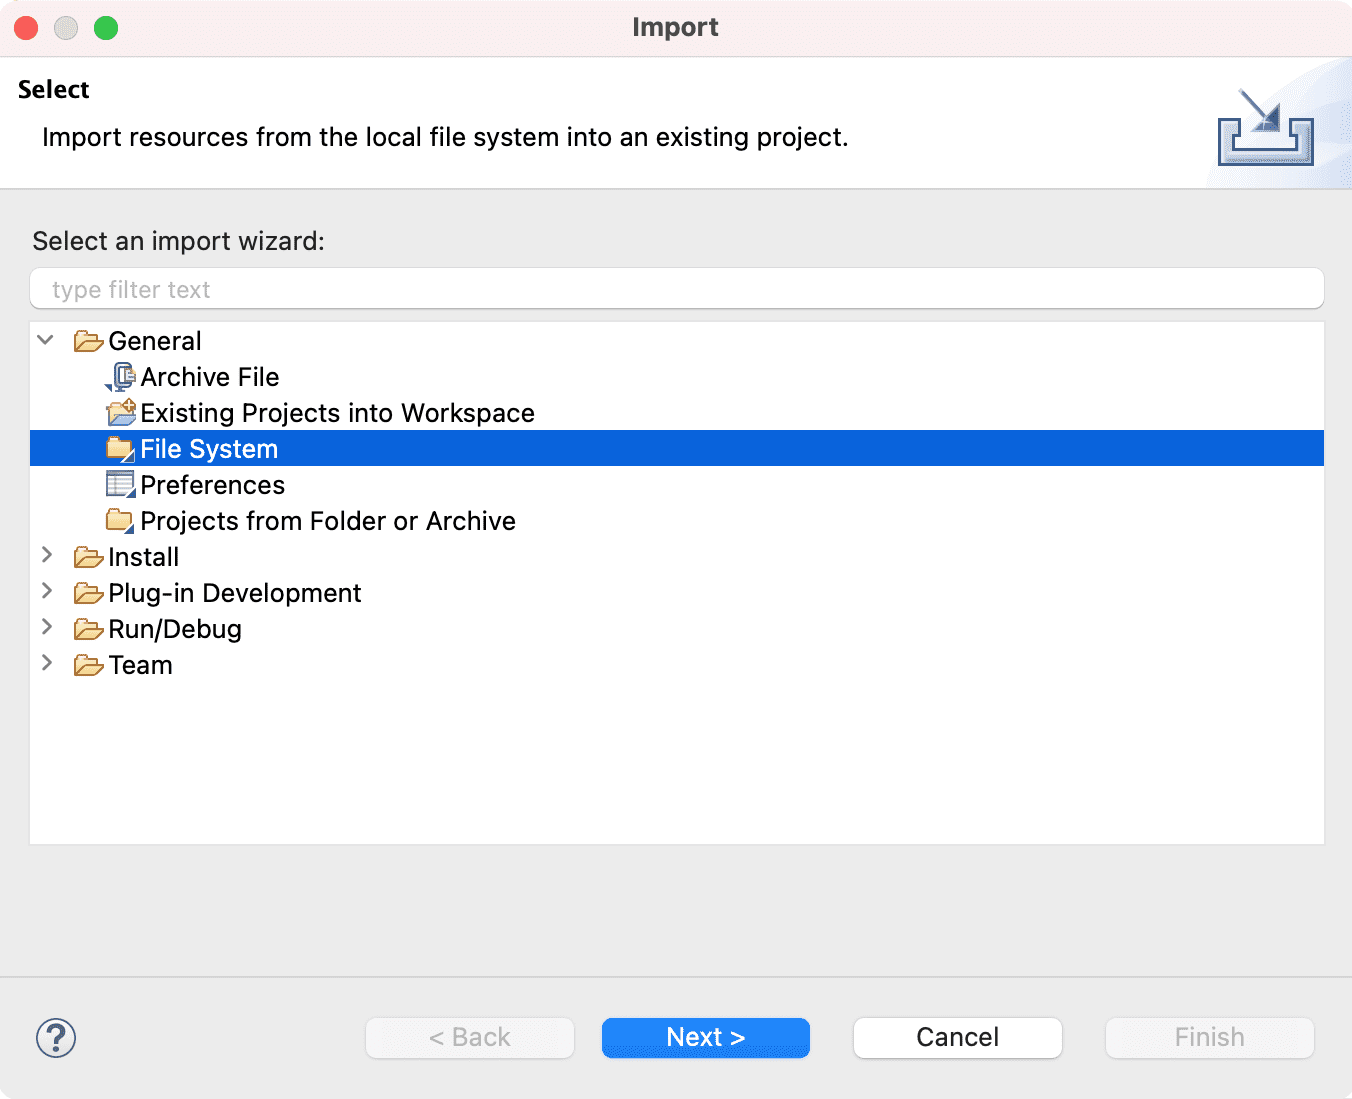 Import
Select
Import resources from the local file system into an existing project.
Select an import wizard:
type filter text
General
Archive File
Existing Projects into Workspace
File System
Preferences
Projects from Folder or Archive
Install
Plug-in Development
Run/Debug
Team
? < Back Next > Cancel Finish